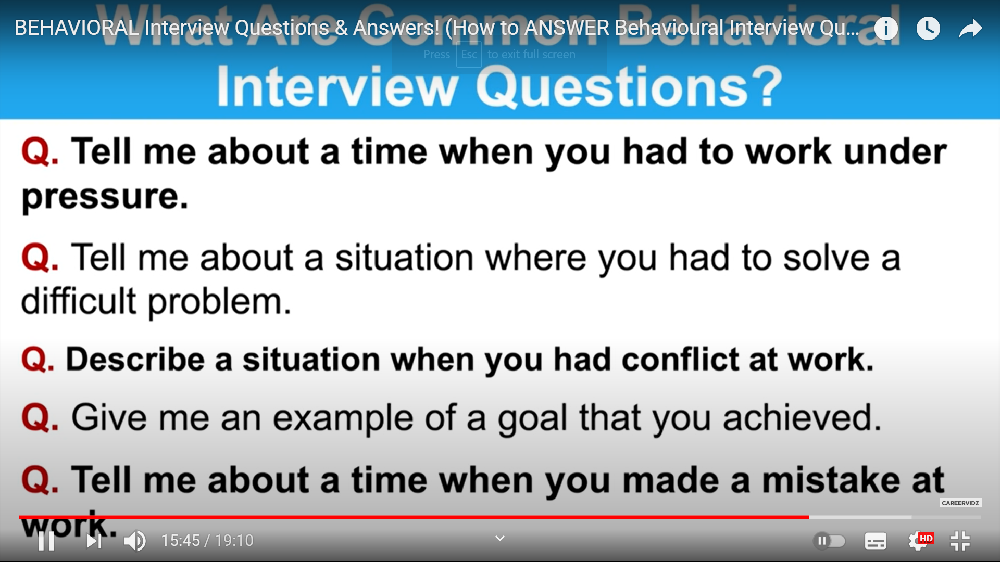 What Are Common Behavioral
BEHAVIORAL Interview Questions & Answers! (How to ANSWER Behavioural Interview Qu...
Press Esc to exit full screen
Interview Questions?
Q. Tell me about a time when you had to work under
pressure.
Q. Tell me about a situation where you had to solve a
difficult problem.
Q. Describe a situation when you had conflict at work.
Q. Give me an example of a goal that you achieved.
Q. Tell me about a time when you made a mistake at
CAREERVIDZ
work.
15:45 / 19:10
HD